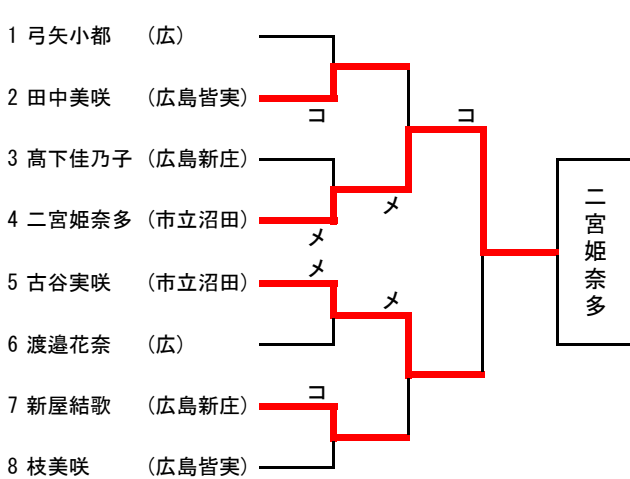 1 弓矢小都 (広)
2 田中美咲 (広島皆実)
コ
コ
3 髙下佳乃子 (広島新庄)
メ
4 二宮姫奈多 (市立沼田)
メ
二宮姫奈多
メ
5 古谷実咲 (市立沼田)
メ
6 渡邉花奈 (広)
コ
7 新屋結歌 (広島新庄)
8 枝美咲 (広島皆実)